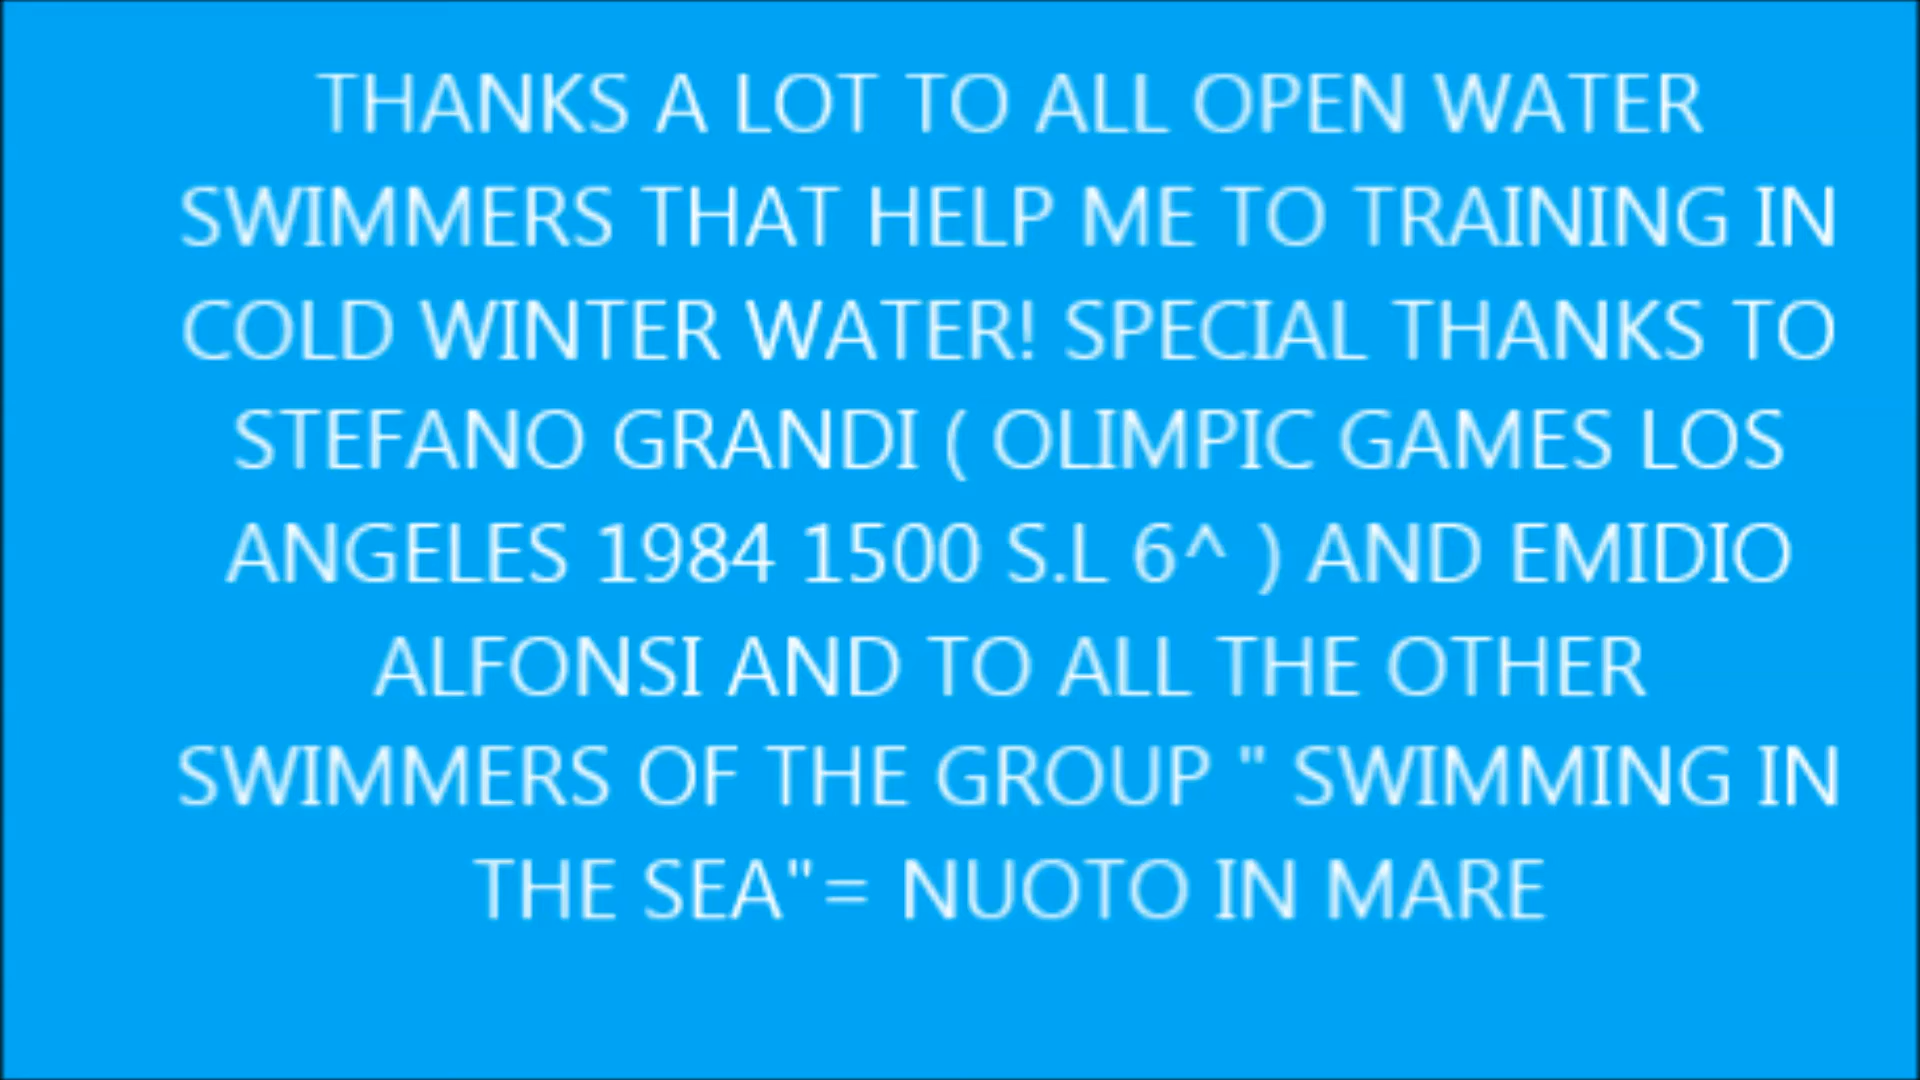 THANKS A LOT TO ALL OPEN WATER
SWIMMERS THAT HELP ME TO TRAINING IN
COLD WINTER WATER! SPECIAL THANKS TO
STEFANO GRANDI ( OLIMPIC GAMES LOS
ANGELES 1984 1500 S.L 6^ ) AND EMIDIO
ALFONSI AND TO ALL THE OTHER
SWIMMERS OF THE GROUP " SWIMMING IN
THE SEA"= NUOTO IN MARE